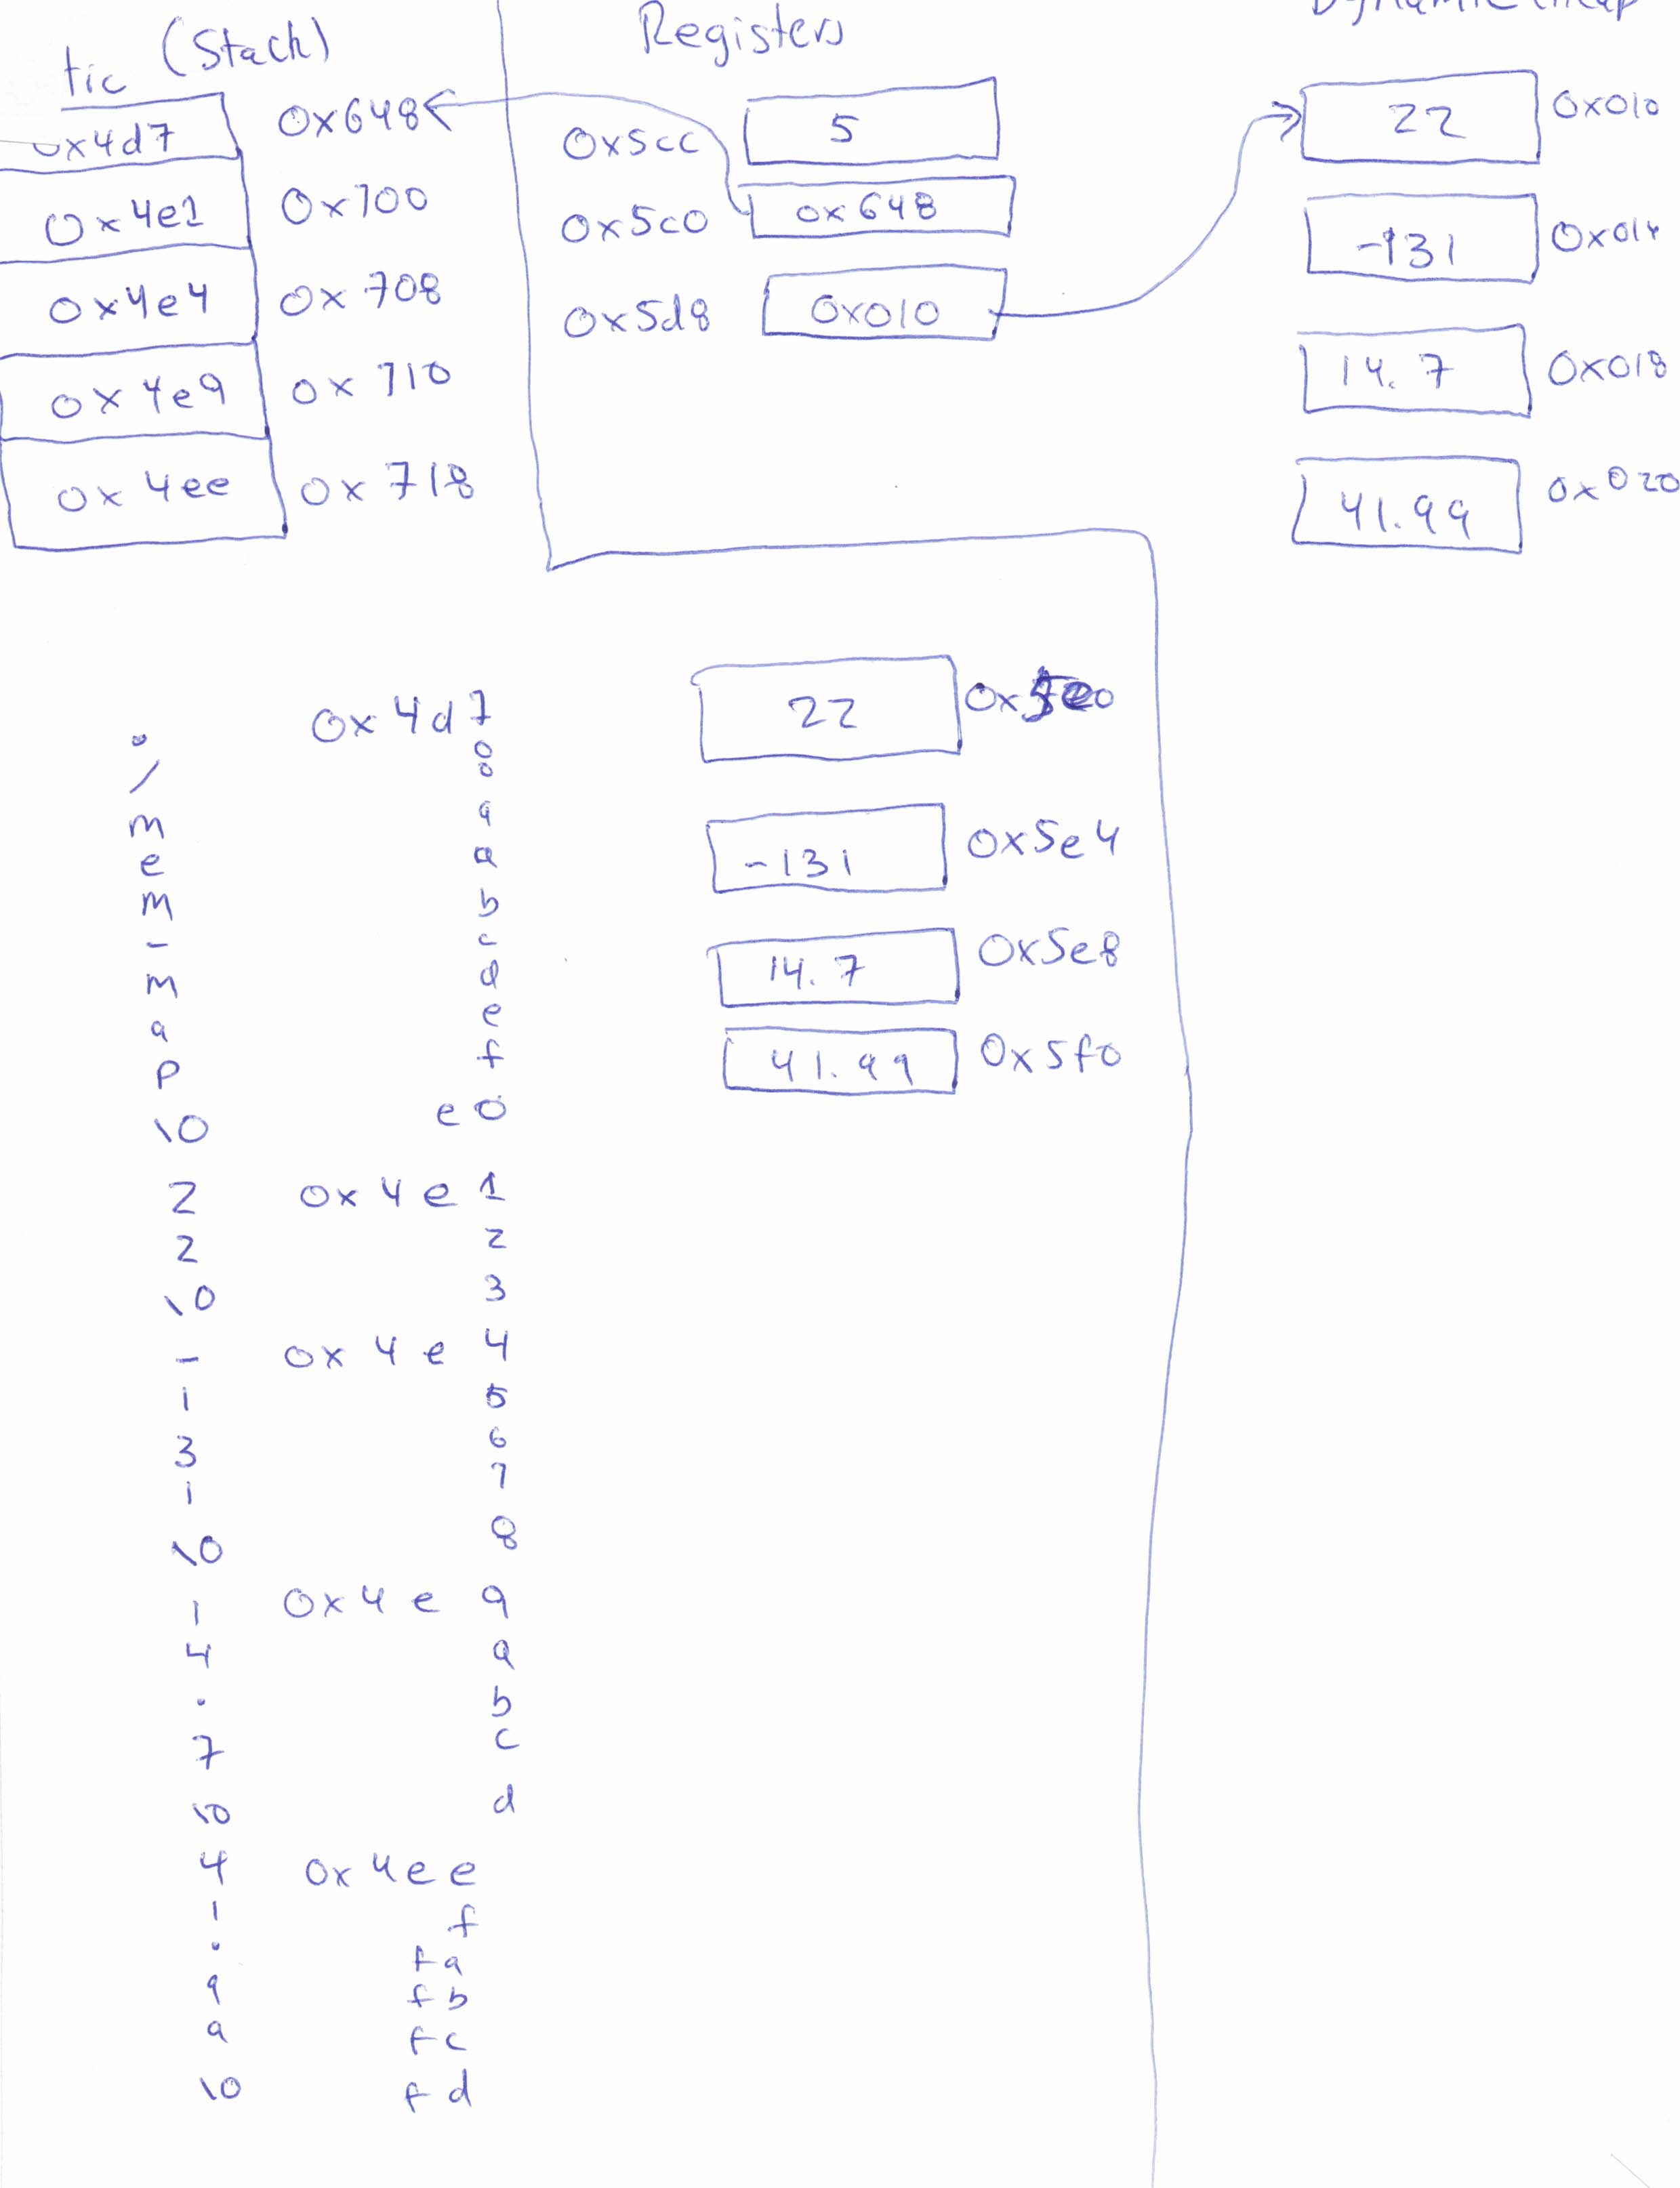 tic (Stack)
0x4d7 0x648
0x4e1 0x700
0x4e4 0x708
0x4e9 0x710
0x4ee 0x718
Registers
0x5cc 5
0x5c0 0x648
0x5d8 0x010
22 0x010
-131 0x014
14.7 0x018
41.99 0x020
. 0x4d7
/ 8
m 9
e a
m b
- c
m d
a e
p f
\0 e0
2 0x4e1
2 2
\0 3
- 0x4e4
1 5
3 6
1 7
\0 8
1 0x4e9
4 a
. b
7 c
\0 d
4 0x4ee
1 f
. fa
9 fb
9 fc
\0 fd
22
-131 0x5e4
14.7 0x5e8
41.99 0x5f0